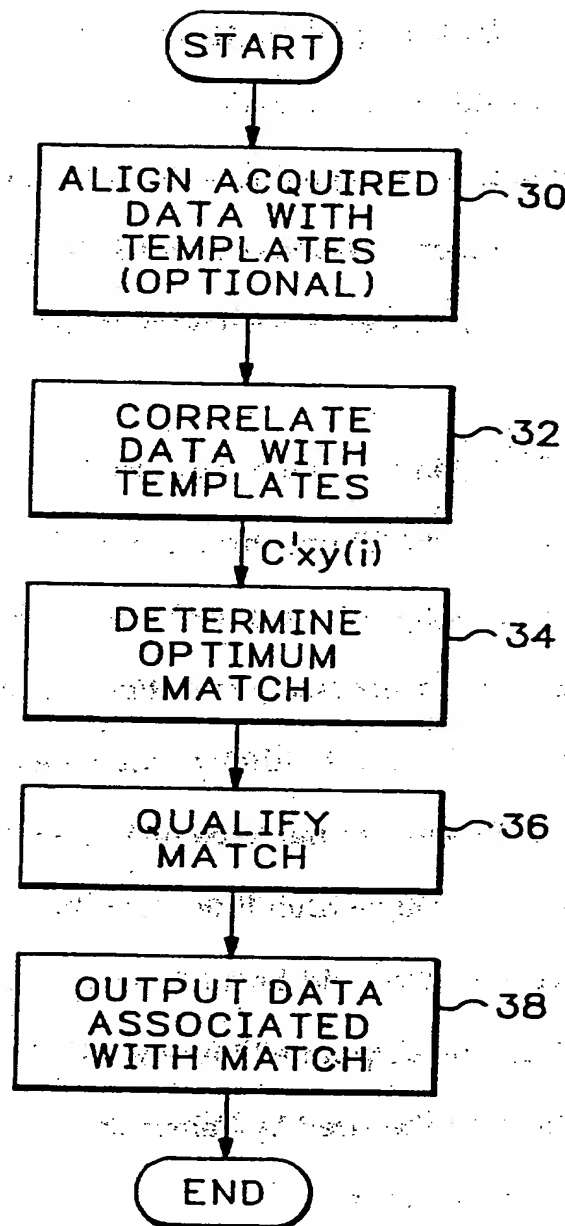 START
ALIGN ACQUIRED
DATA WITH
TEMPLATES
(OPTIONAL)
30
CORRELATE
DATA WITH
TEMPLATES
32
C'xy(i)
DETERMINE
OPTIMUM
MATCH
34
QUALIFY
MATCH
36
OUTPUT DATA
ASSOCIATED
WITH MATCH
38
END